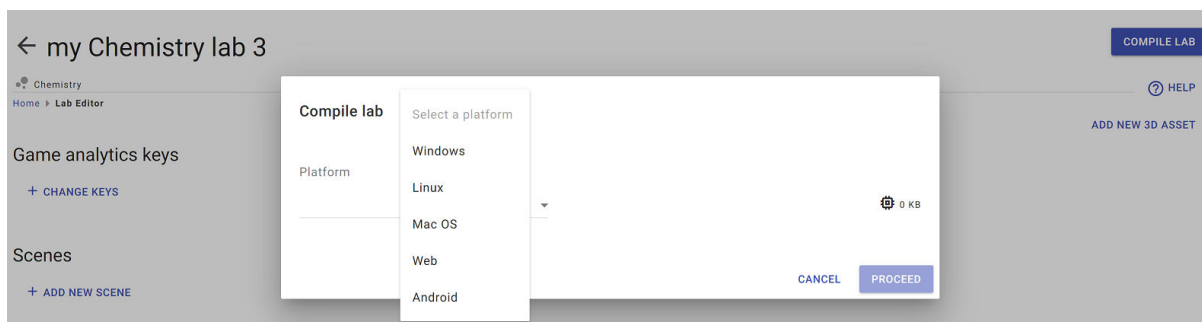 my Chemistry lab 3
COMPILE LAB
Chemistry
HELP
Home Lab Editor
ADD NEW 3D ASSET
Game analytics keys
+ CHANGE KEYS
Scenes
+ ADD NEW SCENE
Compile lab
Select a platform
Windows
Platform
Linux
0 KB
Mac OS
Web
CANCEL
PROCEED
Android